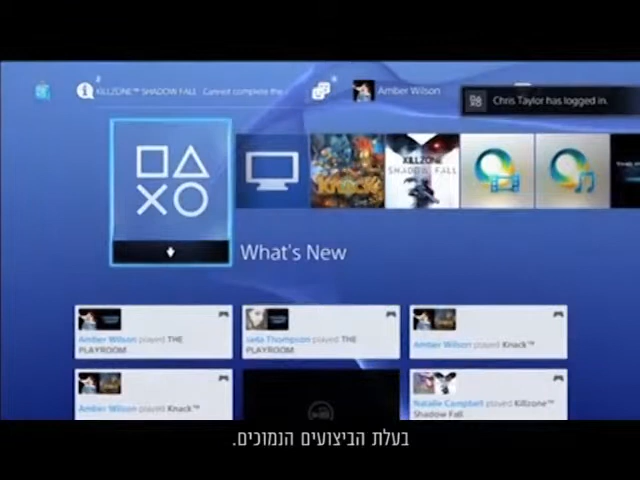 2
KILLZONE™ SHADOW FALL Cannot complete the
Amber Wilson
Chris Taylor has logged in.
KNACK
KILLZONE
SHADOW FALL
What's New
Amber Wilson played THE
PLAYROOM
Thompson played THE
PLAYROOM
Amber Wilson played Knack™
Amber Wilson played Knack™
Natalie Campbell played Killzone™
Shadow Fall
בעלת הביצועים הנמוכים.